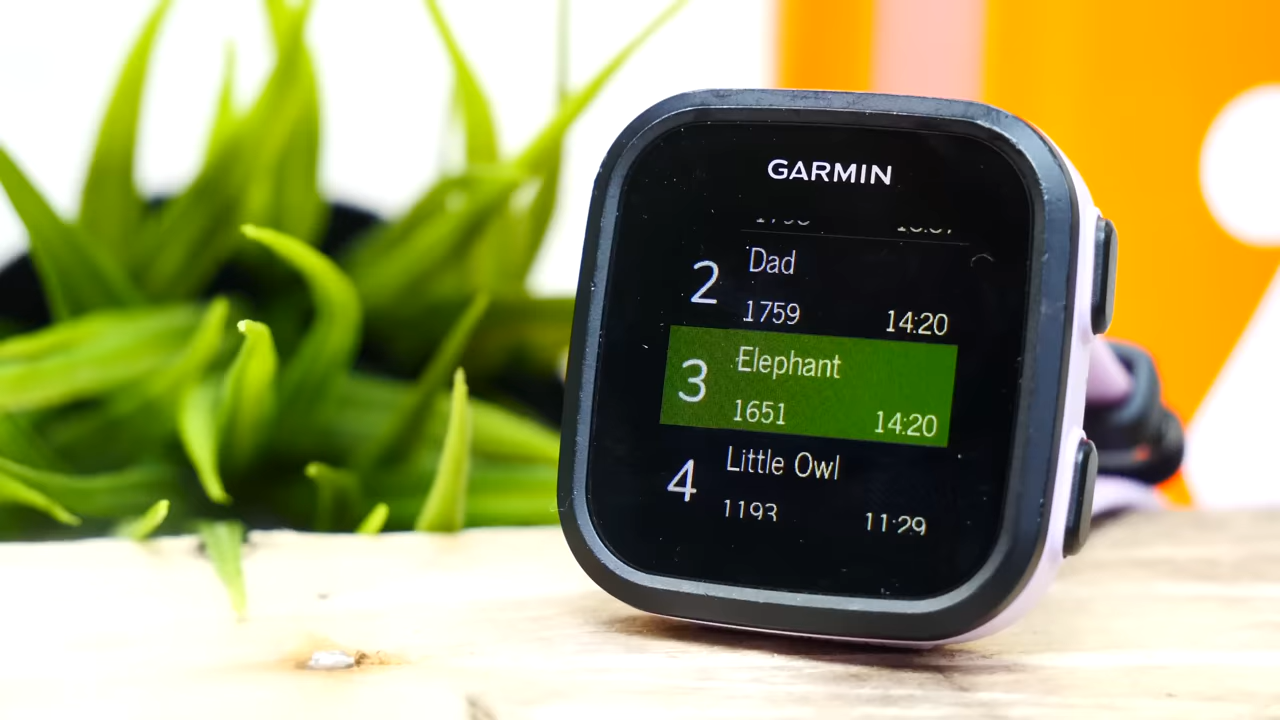 GARMIN
2 Dad
1759 14:20
3 Elephant
1651 14:20
4 Little Owl
1193 11:29